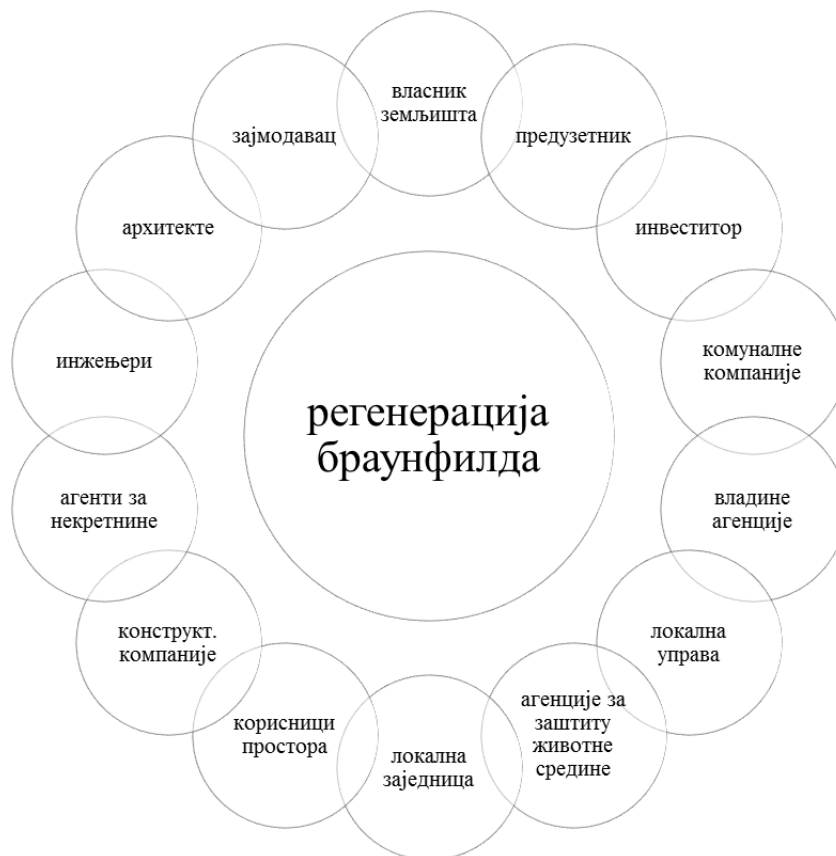 власник
земљишта
предузетник
инвеститор
комуналне
компаније
владине
агенције
локална
управа
агенције за
заштиту
животне
средине
локална
заједница
корисници
простора
конструкт.
компаније
агенти за
некретнине
инжењери
архитекте
зајмодавац
регенерација
браунфилда